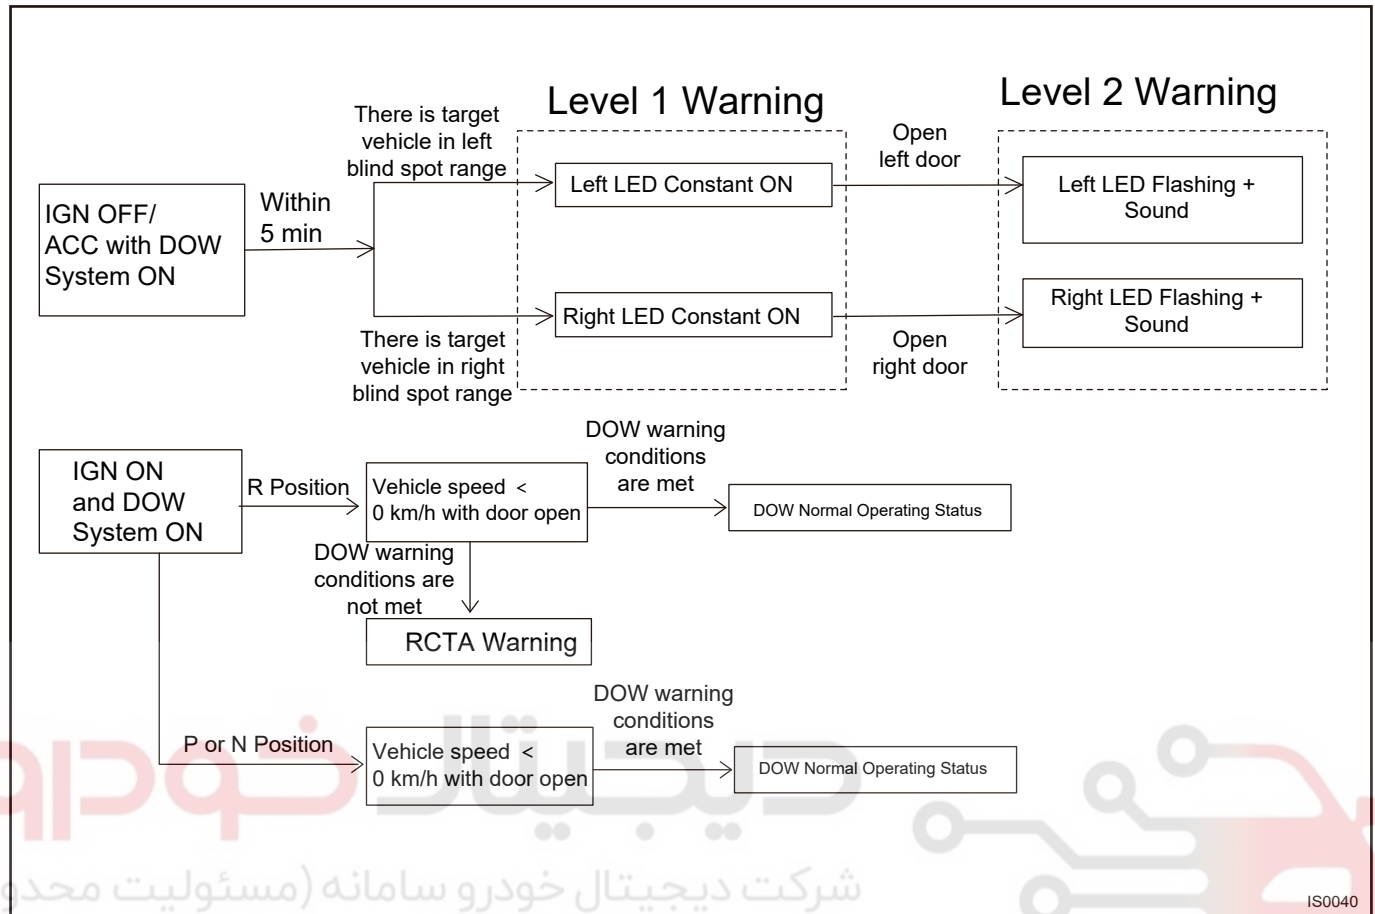 Level 1 Warning
Level 2 Warning
There is target
vehicle in left
blind spot range
Open
left door
Left LED Constant ON
Left LED Flashing +
Sound
IGN OFF/
ACC with DOW
System ON
Within
5 min
Right LED Constant ON
Right LED Flashing +
Sound
There is target
vehicle in right
blind spot range
Open
right door
IGN ON
and DOW
System ON
R Position
Vehicle speed <
0 km/h with door open
DOW warning
conditions
are met
DOW Normal Operating Status
DOW warning
conditions are
not met
RCTA Warning
P or N Position
Vehicle speed <
0 km/h with door open
DOW warning
conditions
are met
DOW Normal Operating Status
دیجیتال خودرو
شرکت دیجیتال خودرو سامانه (مسئولیت
IS0040